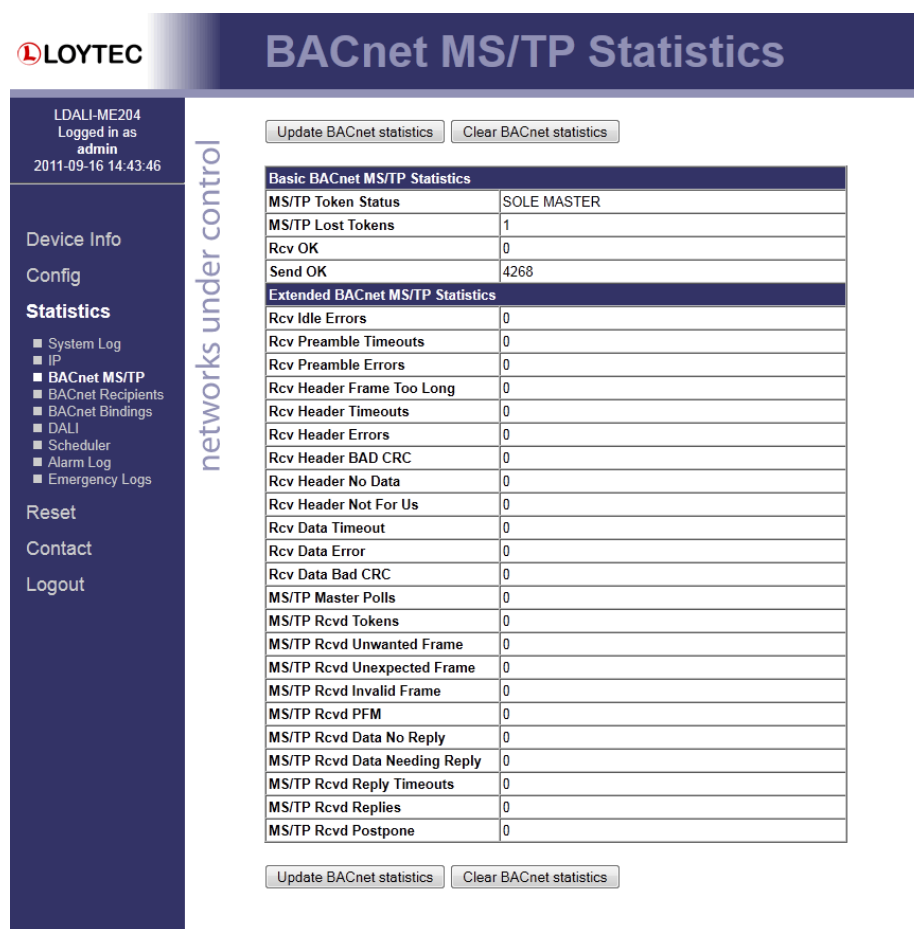 LOYTEC
BACnet MS/TP Statistics
LDALI-ME204
Logged in as
admin
2011-09-16 14:43:46
Device Info
Config
Statistics
System Log
IP
BACnet MS/TP
BACnet Recipients
BACnet Bindings
DALI
Scheduler
Alarm Log
Emergency Logs
Reset
Contact
Logout
networks under control
Update BACnet statistics Clear BACnet statistics
Basic BACnet MS/TP Statistics
MS/TP Token Status SOLE MASTER
MS/TP Lost Tokens 1
Rcv OK 0
Send OK 4268
Extended BACnet MS/TP Statistics
Rcv Idle Errors 0
Rcv Preamble Timeouts 0
Rcv Preamble Errors 0
Rcv Header Frame Too Long 0
Rcv Header Timeouts 0
Rcv Header Errors 0
Rcv Header BAD CRC 0
Rcv Header No Data 0
Rcv Header Not For Us 0
Rcv Data Timeout 0
Rcv Data Error 0
Rcv Data Bad CRC 0
MS/TP Master Polls 0
MS/TP Rcvd Tokens 0
MS/TP Rcvd Unwanted Frame 0
MS/TP Rcvd Unexpected Frame 0
MS/TP Rcvd Invalid Frame 0
MS/TP Rcvd PFM 0
MS/TP Rcvd Data No Reply 0
MS/TP Rcvd Data Needing Reply 0
MS/TP Rcvd Reply Timeouts 0
MS/TP Rcvd Replies 0
MS/TP Rcvd Postpone 0
Update BACnet statistics Clear BACnet statistics